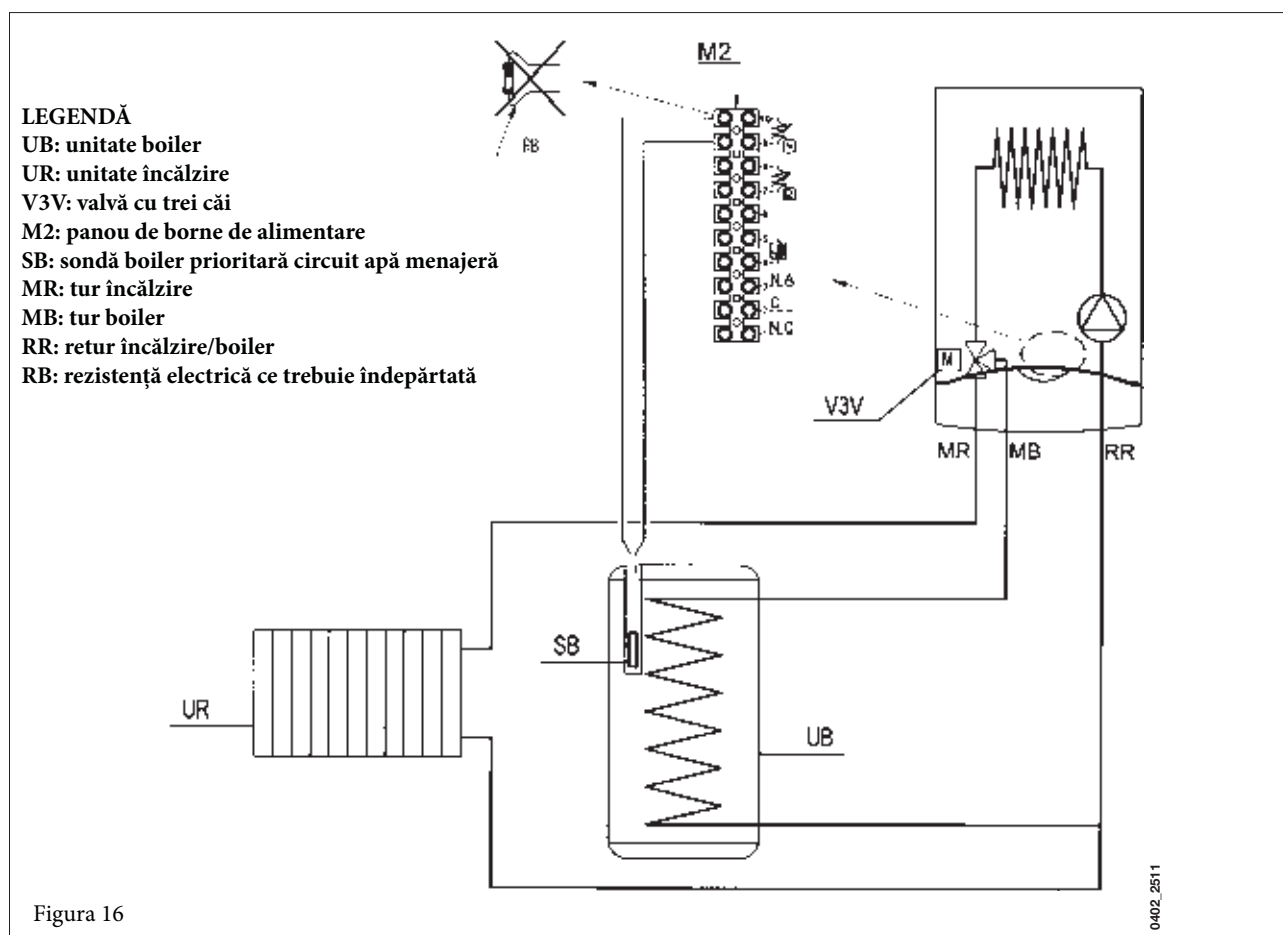 M2
RB
LEGENDĂ
UB: unitate boiler
UR: unitate încălzire
V3V: valvă cu trei căi
M2: panou de borne de alimentare
SB: sondă boiler prioritară circuit apă menajeră
MR: tur încălzire
MB: tur boiler
RR: retur încălzire/boiler
RB: rezistență electrică ce trebuie îndepărtată
M
V3V
MR MB RR
SB
UR
UB
0402_2511
Figura 16